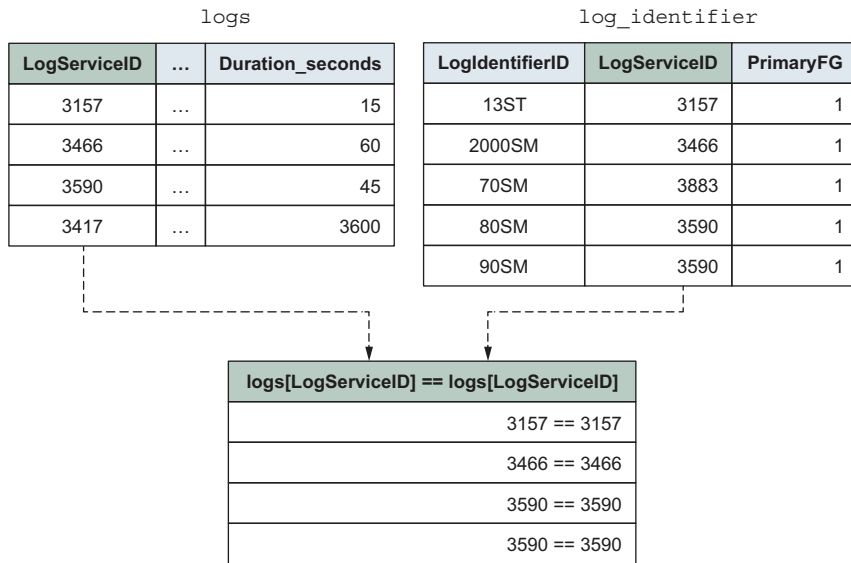 logs
LogServiceID … Duration_seconds
3157 … 15
3466 … 60
3590 … 45
3417 … 3600
log_identifier
LogIdentifierID LogServiceID PrimaryFG
13ST 3157 1
2000SM 3466 1
70SM 3883 1
80SM 3590 1
90SM 3590 1
logs[LogServiceID] == logs[LogServiceID]
3157 == 3157
3466 == 3466
3590 == 3590
3590 == 3590